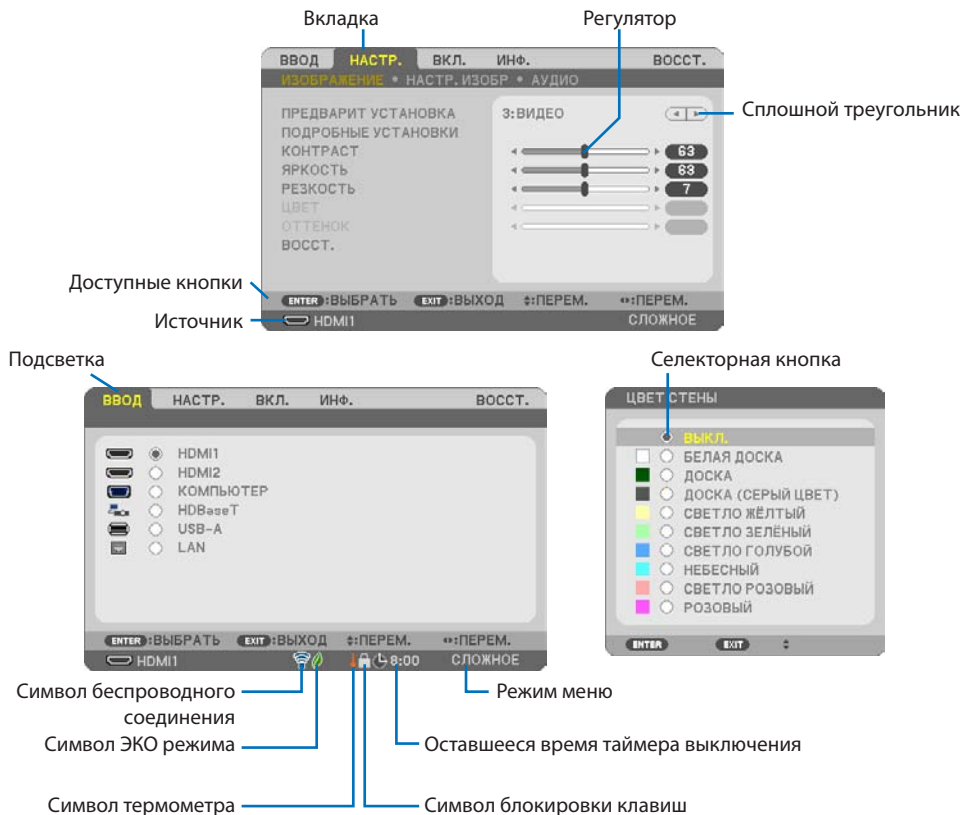 Вкладка
Регулятор
ВВОД НАСТР. ВКЛ. ИНФ. ВОССТ.
ИЗОБРАЖЕНИЕ • НАСТР. ИЗОБР • АУДИО
ПРЕДВАРИТ УСТАНОВКА 3:ВИДЕО
Сплошной треугольник
ПОДРОБНЫЕ УСТАНОВКИ
КОНТРАСТ 63
ЯРКОСТЬ 63
РЕЗКОСТЬ 7
ЦВЕТ
ОТТЕНОК
ВОССТ.
Доступные кнопки
ENTER :ВЫБРАТЬ EXIT :ВЫХОД :ПЕРЕМ. :ПЕРЕМ.
Источник
HDMI1 СЛОЖНОЕ
Подсветка
Селекторная кнопка
ВВОД НАСТР. ВКЛ. ИНФ. ВОССТ.
HDMI1
HDMI2
КОМПЬЮТЕР
HDBaseT
USB-A
LAN
ENTER :ВЫБРАТЬ EXIT :ВЫХОД :ПЕРЕМ. :ПЕРЕМ.
HDMI1 8:00 СЛОЖНОЕ
ЦВЕТ СТЕНЫ
ВЫКЛ.
БЕЛАЯ ДОСКА
ДОСКА
ДОСКА (СЕРЫЙ ЦВЕТ)
СВЕТЛО ЖЁЛТЫЙ
СВЕТЛО ЗЕЛЁНЫЙ
СВЕТЛО ГОЛУБОЙ
НЕБЕСНЫЙ
СВЕТЛО РОЗОВЫЙ
РОЗОВЫЙ
ENTER EXIT
Символ беспроводного
соединения
Режим меню
Символ ЭКО режима
Оставшееся время таймера выключения
Символ термометра
Символ блокировки клавиш